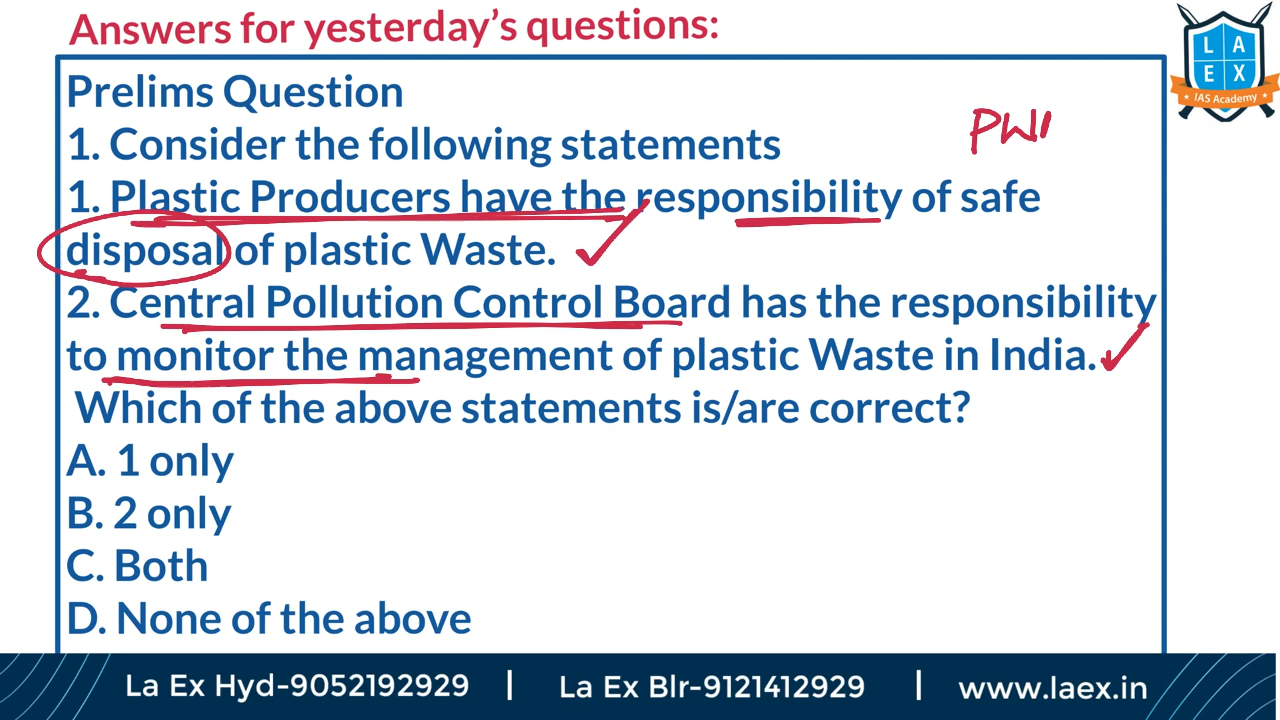 Answers for yesterday's questions:
L A
E X
IAS Academy
Prelims Question
1. Consider the following statements
PWM
1. Plastic Producers have the responsibility of safe
disposal of plastic Waste.
2. Central Pollution Control Board has the responsibility
to monitor the management of plastic Waste in India.
Which of the above statements is/are correct?
A. 1 only
B. 2 only
C. Both
D. None of the above
La Ex Hyd-9052192929 | La Ex Blr-9121412929 | www.laex.in